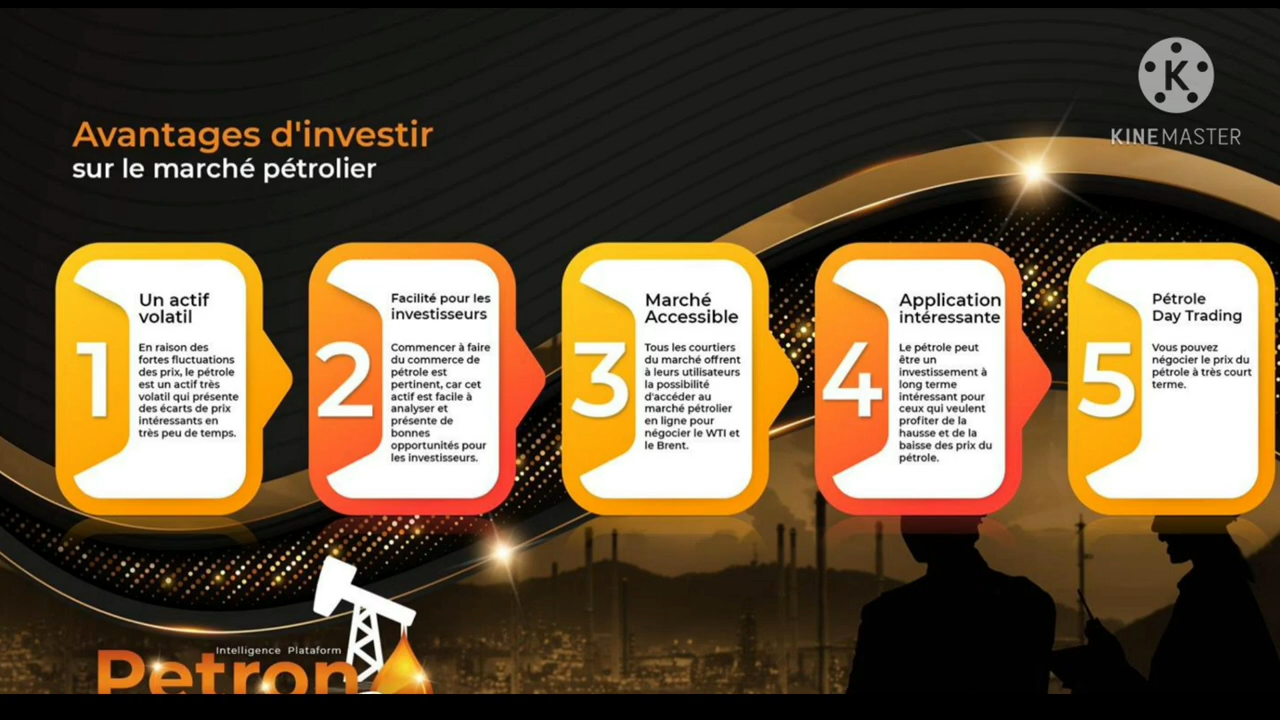 K
KINEMASTER
Avantages d'investir
sur le marché pétrolier
1
Un actif
volatil
En raison des
fortes fluctuations
des prix, le pétrole
est un actif très
volatil qui présente
des écarts de prix
intéressants en
très peu de temps.
2
Facilité pour les
investisseurs
Commencer à faire
du commerce de
pétrole est
pertinent, car cet
actif est facile à
analyser et
présente de
bonnes
opportunités pour
les investisseurs.
3
Marché
Accessible
Tous les courtiers
du marché offrent
à leurs utilisateurs
la possibilité
d'accéder au
marché pétrolier
en ligne pour
négocier le WTI et
le Brent.
4
Application
intéressante
Le pétrole peut
être un
investissement à
long terme
intéressant pour
ceux qui veulent
profiter de la
hausse et de la
baisse des prix du
pétrole.
5
Pétrole
Day Trading
Vous pouvez
négocier le prix du
pétrole à très court
terme.
Intelligence Plataform
Petron